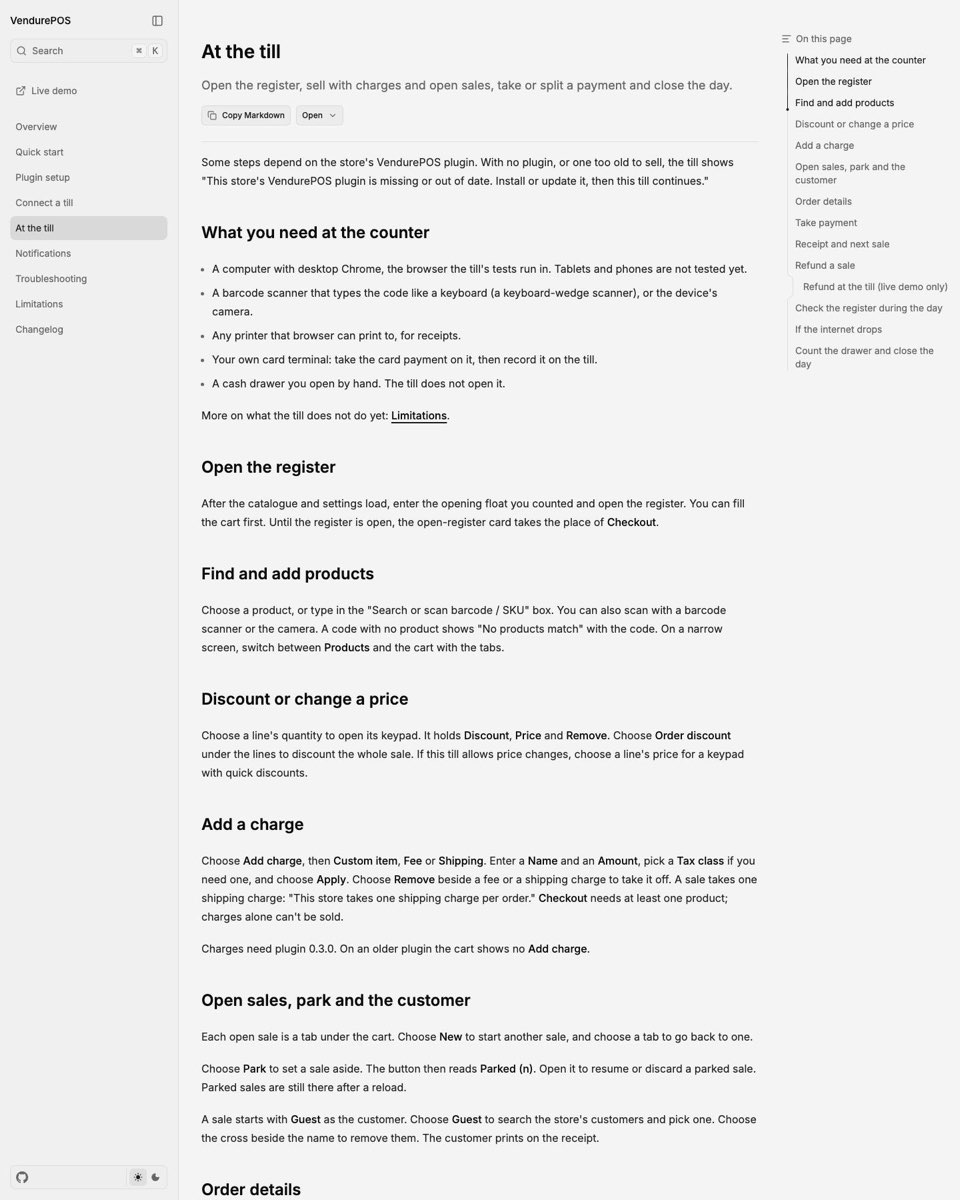 VendurePOS
Search
⌘ K
Live demo
Overview
Quick start
Plugin setup
Connect a till
At the till
Notifications
Troubleshooting
Limitations
Changelog
At the till
Open the register, sell with charges and open sales, take or split a payment and close the day.
Copy Markdown
Open
Some steps depend on the store's VendurePOS plugin. With no plugin, or one too old to sell, the till shows
"This store's VendurePOS plugin is missing or out of date. Install or update it, then this till continues."
What you need at the counter
A computer with desktop Chrome, the browser the till's tests run in. Tablets and phones are not tested yet.
A barcode scanner that types the code like a keyboard (a keyboard-wedge scanner), or the device's
camera.
Any printer that browser can print to, for receipts.
Your own card terminal: take the card payment on it, then record it on the till.
A cash drawer you open by hand. The till does not open it.
More on what the till does not do yet: Limitations.
Open the register
After the catalogue and settings load, enter the opening float you counted and open the register. You can fill
the cart first. Until the register is open, the open-register card takes the place of Checkout.
Find and add products
Choose a product, or type in the "Search or scan barcode / SKU" box. You can also scan with a barcode
scanner or the camera. A code with no product shows "No products match" with the code. On a narrow
screen, switch between Products and the cart with the tabs.
Discount or change a price
Choose a line's quantity to open its keypad. It holds Discount, Price and Remove. Choose Order discount
under the lines to discount the whole sale. If this till allows price changes, choose a line's price for a keypad
with quick discounts.
Add a charge
Choose Add charge, then Custom item, Fee or Shipping. Enter a Name and an Amount, pick a Tax class if you
need one, and choose Apply. Choose Remove beside a fee or a shipping charge to take it off. A sale takes one
shipping charge: "This store takes one shipping charge per order." Checkout needs at least one product;
charges alone can't be sold.
Charges need plugin 0.3.0. On an older plugin the cart shows no Add charge.
Open sales, park and the customer
Each open sale is a tab under the cart. Choose New to start another sale, and choose a tab to go back to one.
Choose Park to set a sale aside. The button then reads Parked (n). Open it to resume or discard a parked sale.
Parked sales are still there after a reload.
A sale starts with Guest as the customer. Choose Guest to search the store's customers and pick one. Choose
the cross beside the name to remove them. The customer prints on the receipt.
Order details
On this page
What you need at the counter
Open the register
Find and add products
Discount or change a price
Add a charge
Open sales, park and the
customer
Order details
Take payment
Receipt and next sale
Refund a sale
Refund at the till (live demo only)
Check the register during the day
If the internet drops
Count the drawer and close the
day